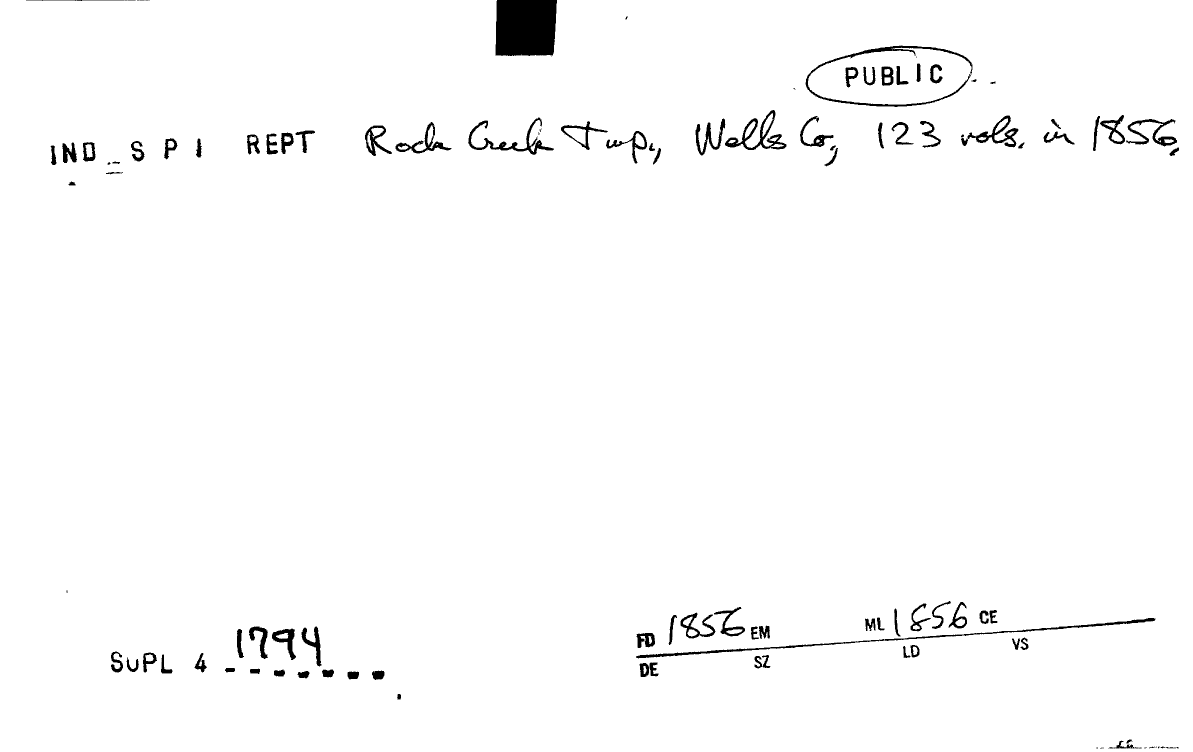 PUBLIC
IND S P I REPT Rock Creek Twp., Wells Co, 123 vols. in 1856,
SUPL 4 1794
FD 1856 EM ML 1856 CE
DE SZ LD VS